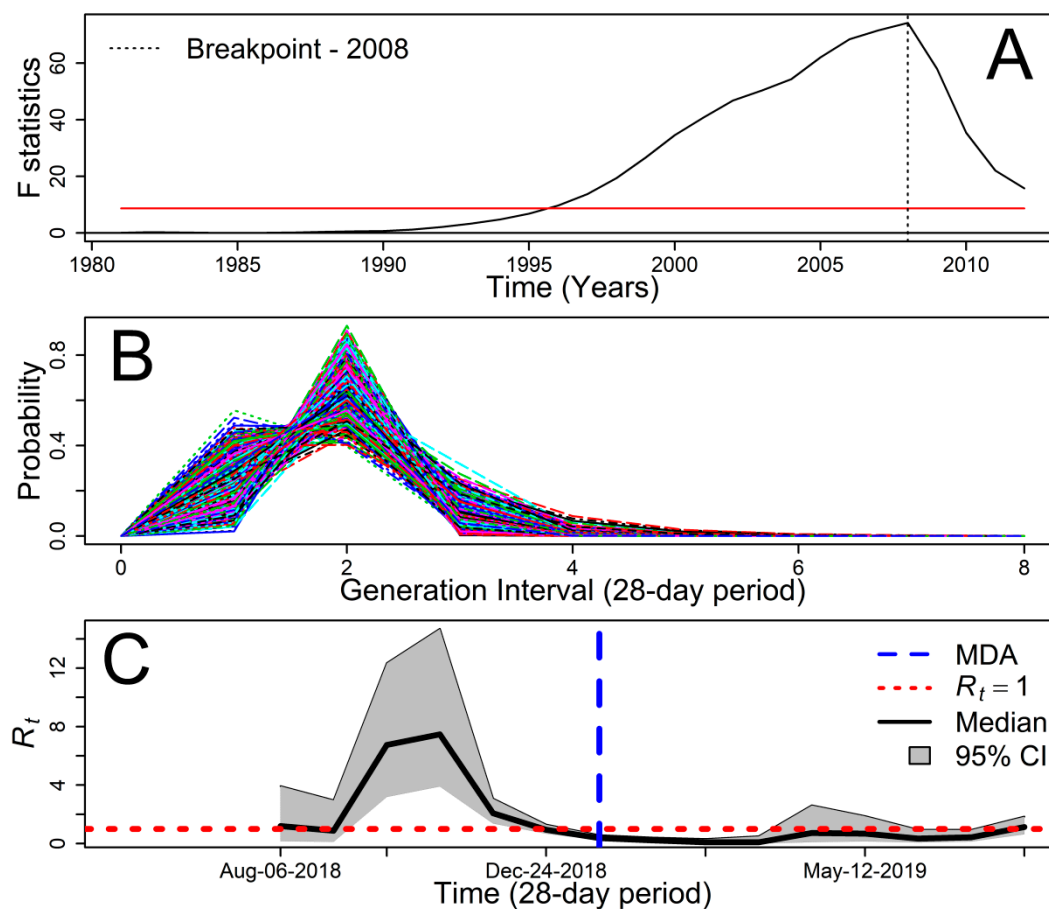 A
Breakpoint - 2008
F statistics
0 20 40 60
1980 1985 1990 1995 2000 2005 2010
Time (Years)
B
Probability
0.0 0.4 0.8
0 2 4 6 8
Generation Interval (28-day period)
C
MDA
R_t = 1
Median
95% CI
R_t
0 4 8 12
Aug-06-2018 Dec-24-2018 May-12-2019
Time (28-day period)